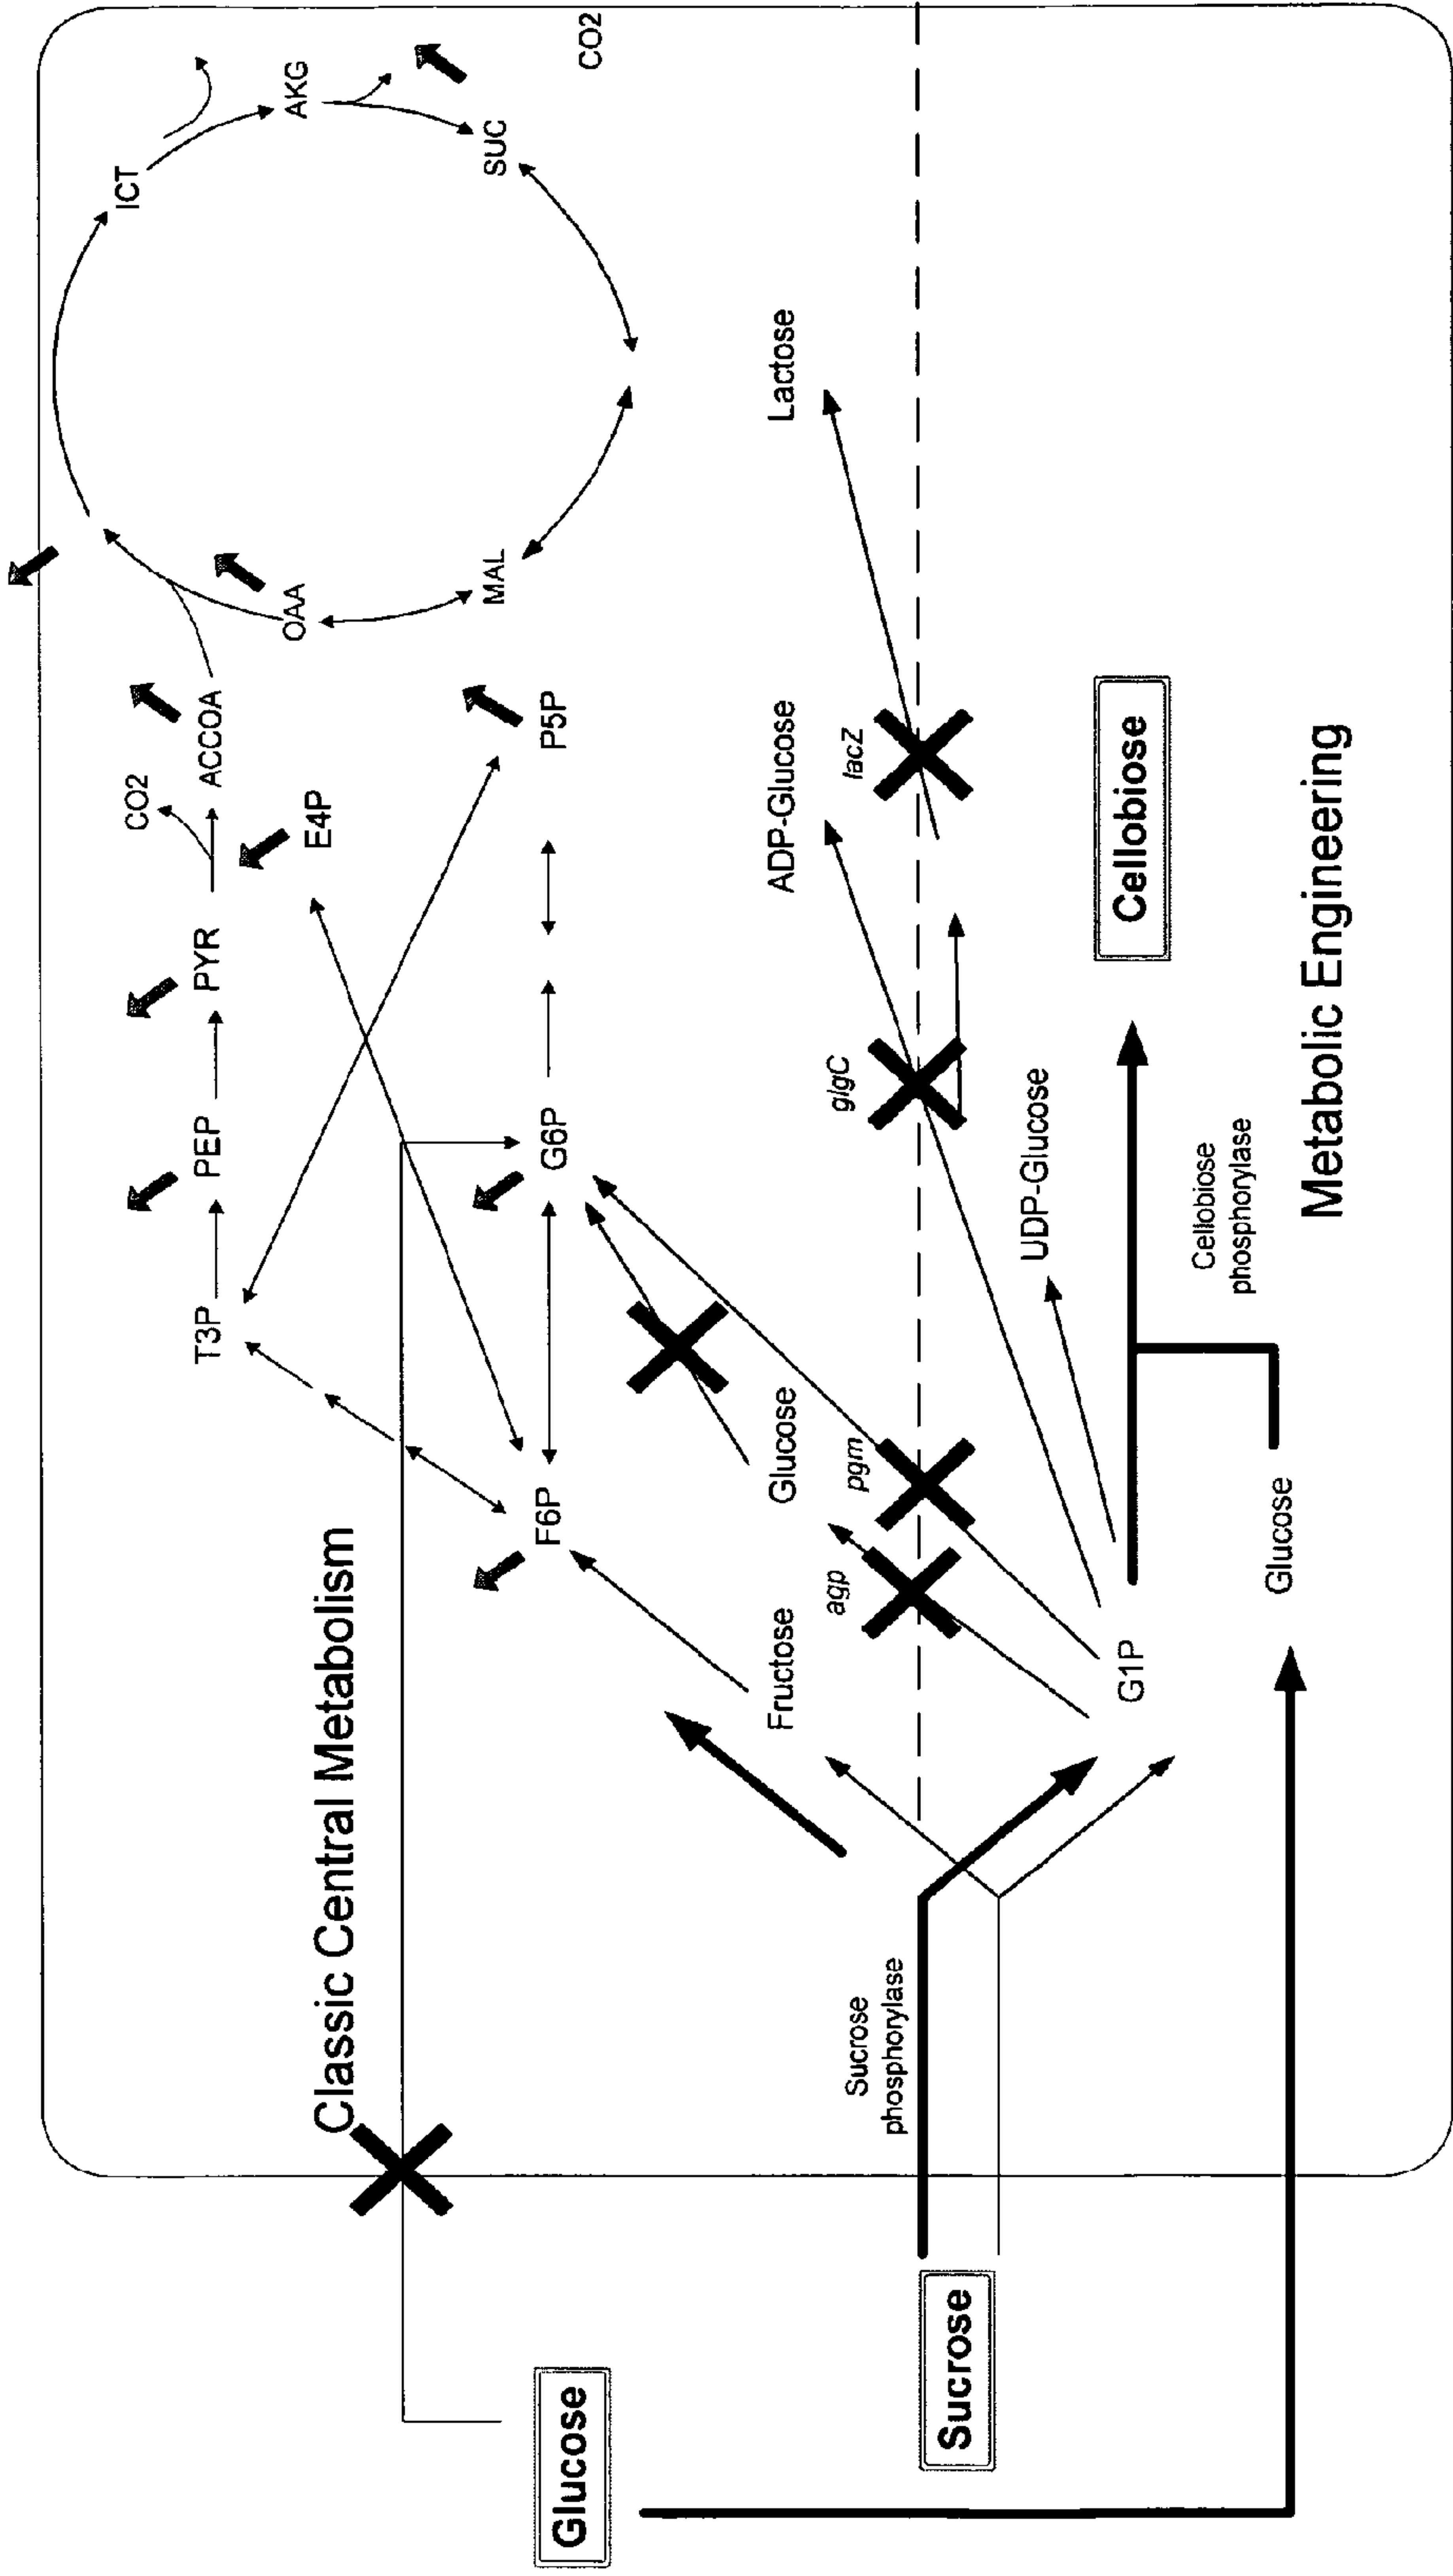 Classic Central Metabolism
Metabolic Engineering
Glucose
Sucrose
Sucrose
phosphorylase
T3P
PEP
PYR
CO2
ACCOA
E4P
ICT
AKG
SUC
CO2
OAA
MAL
F6P
G6P
P5P
Fructose
Glucose
ADP-Glucose
Lactose
agp
pgm
glgC
lacZ
G1P
UDP-Glucose
Cellobiose
Glucose
Cellobiose
phosphorylase